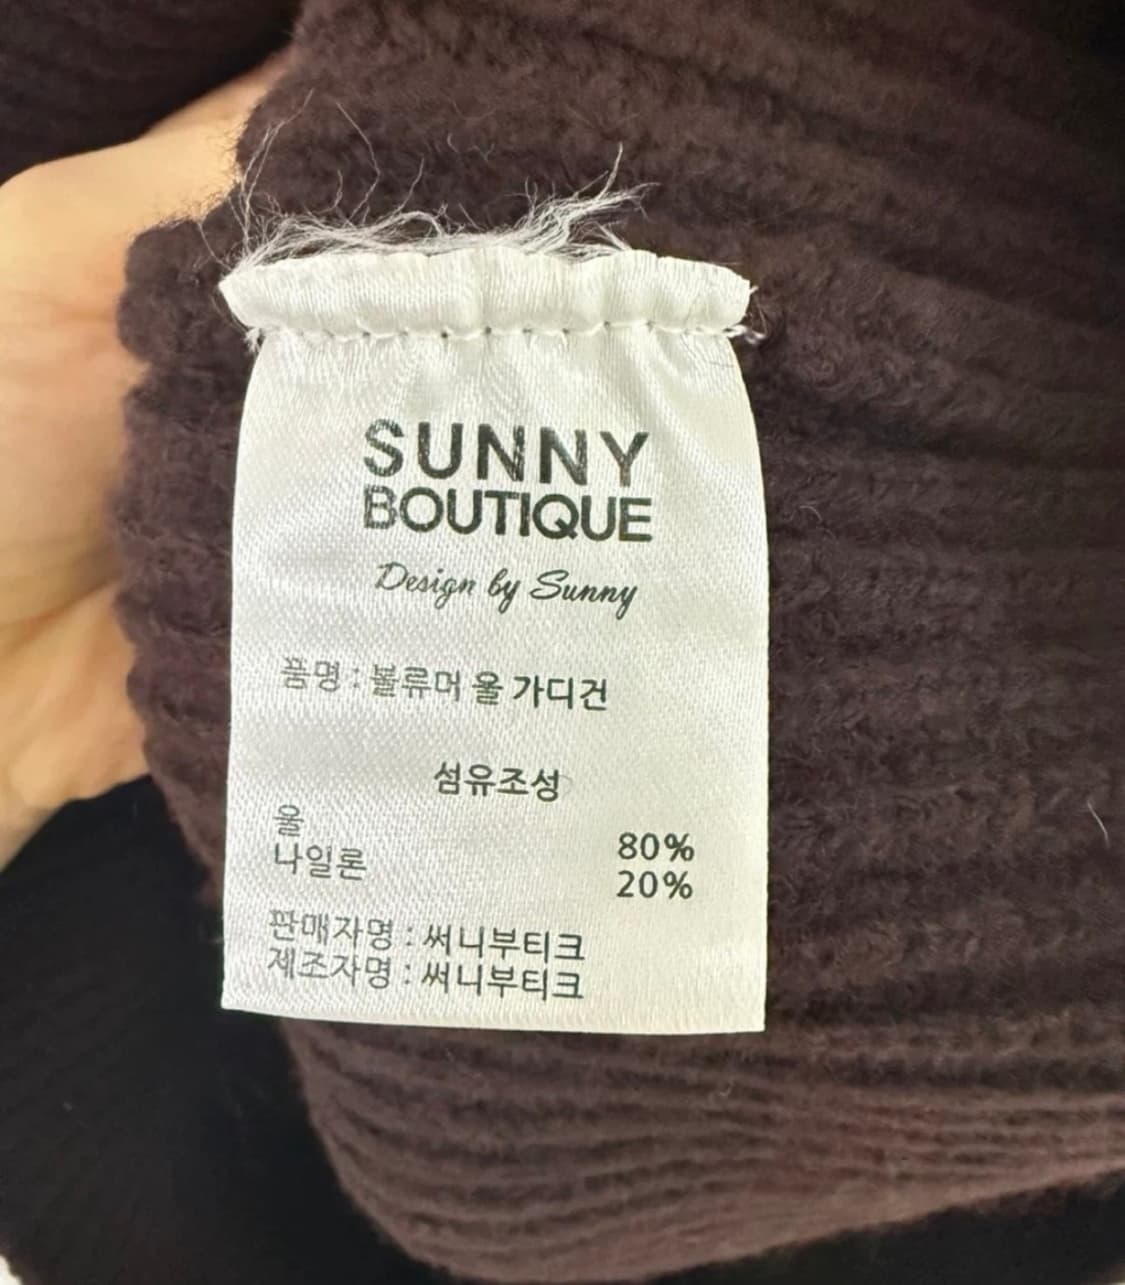 SUNNY
BOUTIQUE
Design by Sunny
품명 : 볼류머 울 가디건
섬유조성
울 80%
나일론 20%
판매자명 : 써니부티크
제조자명 : 써니부티크